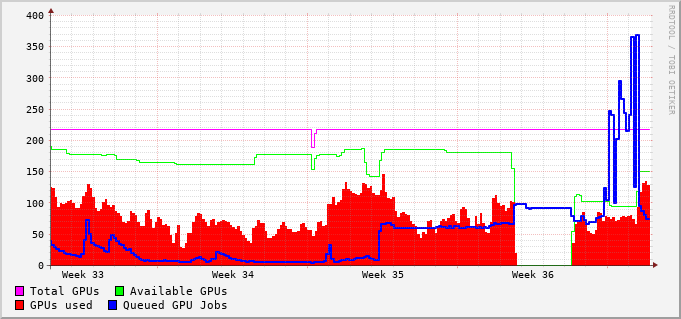 400
350
300
250
200
150
100
50
0
Week 33 Week 34 Week 35 Week 36
Total GPUs Available GPUs
GPUs used Queued GPU Jobs
RRDTOOL / TOBI OETIKER